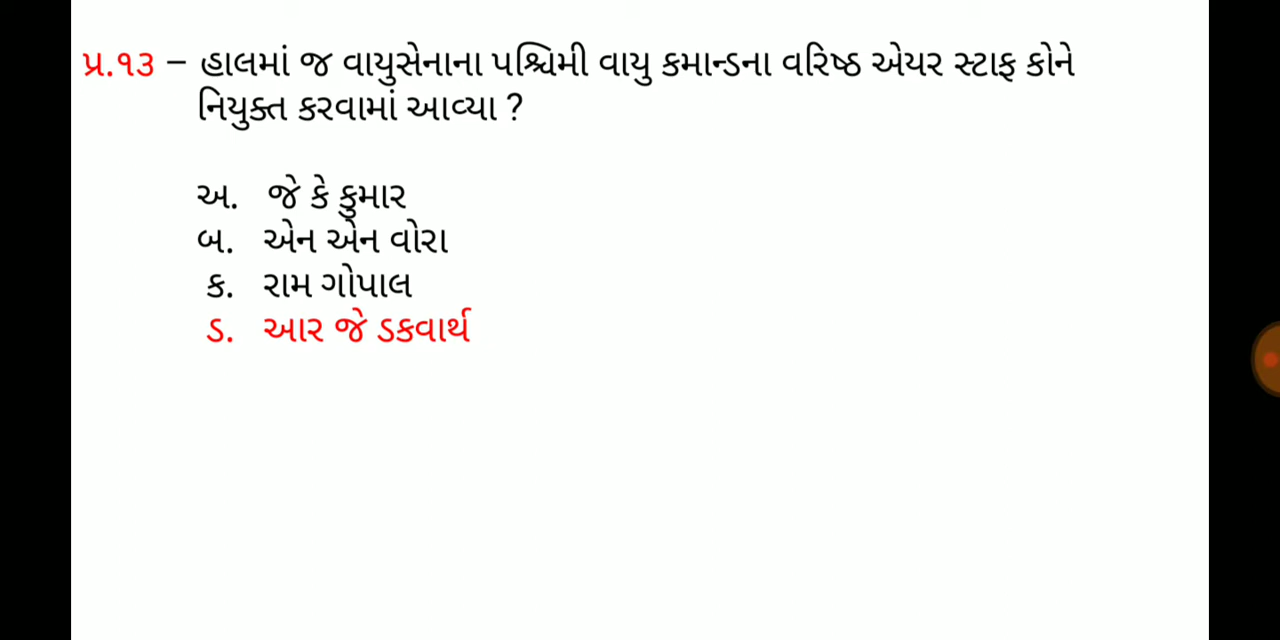 પ્ર.૧૩ – હાલમાં જ વાયુસેનાના પશ્ચિમી વાયુ કમાન્ડના વરિષ્ઠ એયર સ્ટાફ કોને
નિયુક્ત કરવામાં આવ્યા ?
અ. જે કે કુમાર
બ. એન એન વોરા
ક. રામ ગોપાલ
ડ. આર જે ડકવાર્થ